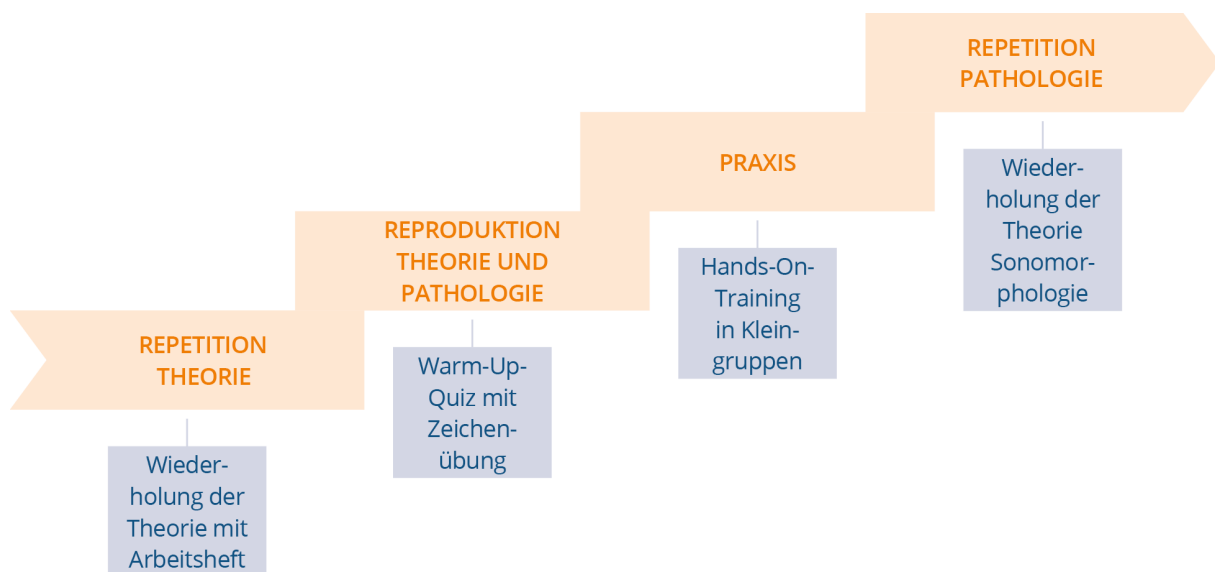 REPETITION
THEORIE
Wieder-
holung der
Theorie mit
Arbeitsheft
REPRODUKTION
THEORIE UND
PATHOLOGIE
Warm-Up-
Quiz mit
Zeichen-
übung
PRAXIS
Hands-On-
Training
in Klein-
gruppen
REPETITION
PATHOLOGIE
Wieder-
holung der
Theorie
Sonomor-
phologie